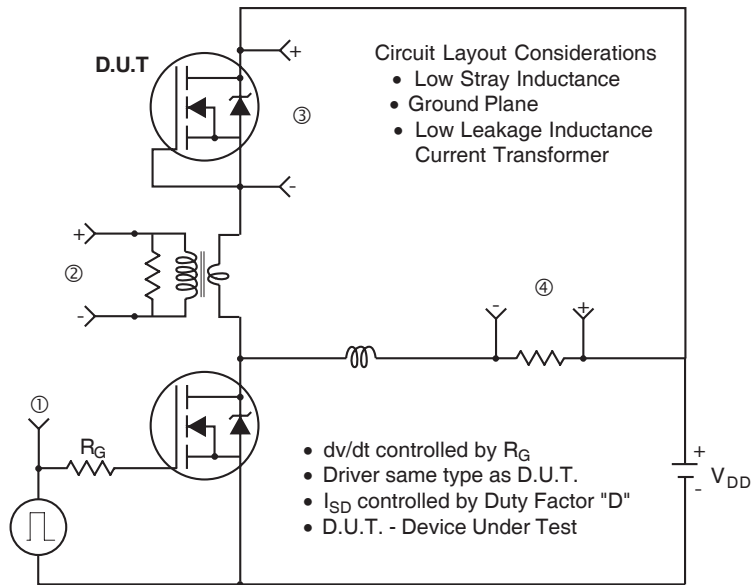 D.U.T
+
Circuit Layout Considerations
• Low Stray Inductance
• Ground Plane
• Low Leakage Inductance
Current Transformer
③
-
+
②
-
④
-
+
①
R_G
• dv/dt controlled by R_G
• Driver same type as D.U.T.
• I_SD controlled by Duty Factor "D"
• D.U.T. - Device Under Test
+
V_DD
-